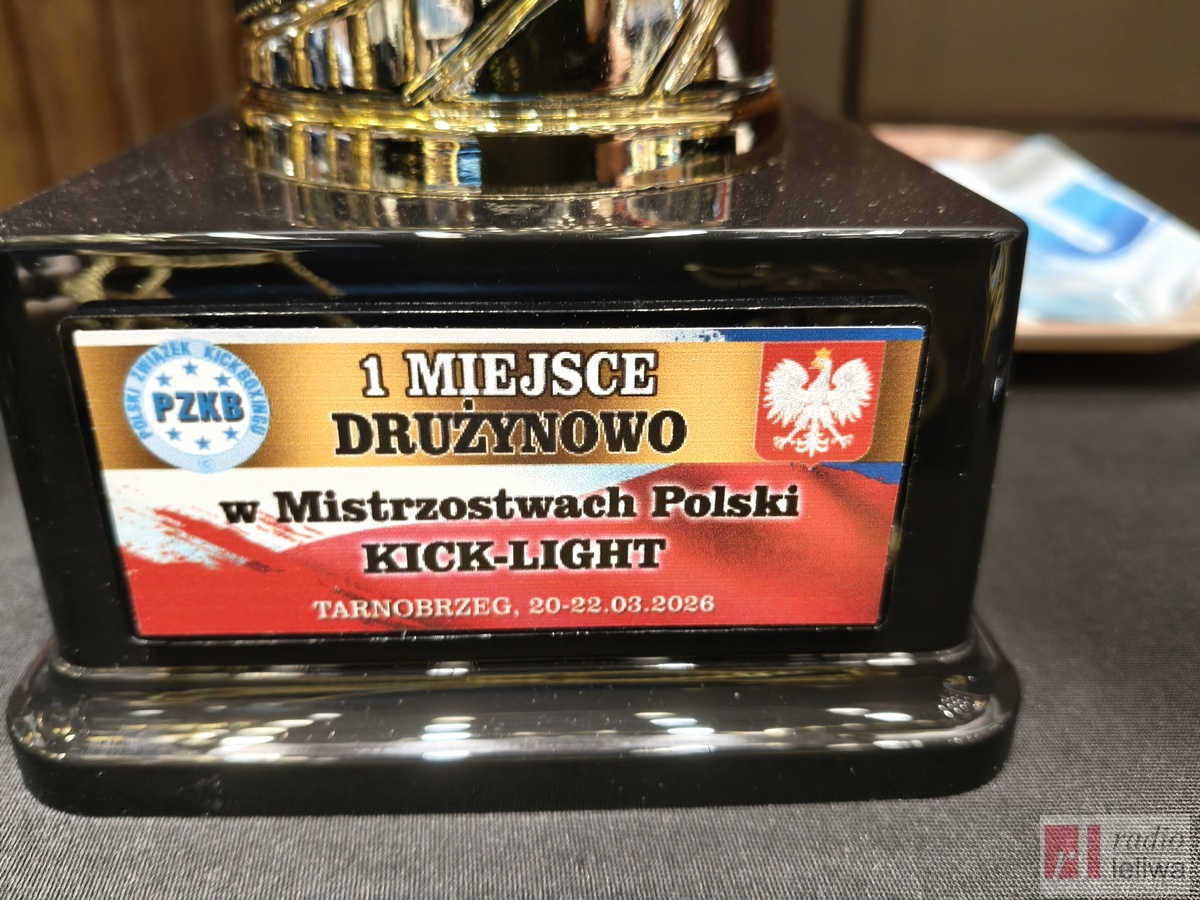 POLSKI ZWIĄZEK KICKBOXINGU
PZKB
1 MIEJSCE
DRUŻYNOWO
w Mistrzostwach Polski
KICK-LIGHT
TARNOBRZEG, 20-22.03.2026
radio
leliwa